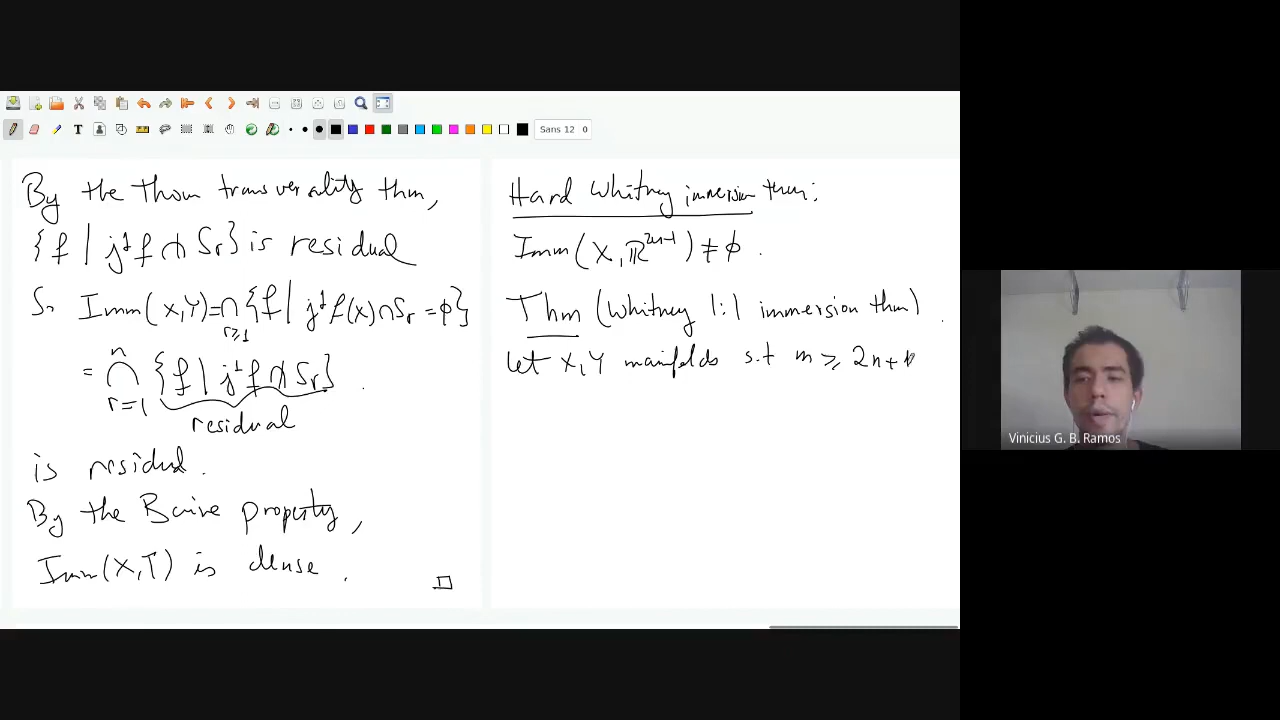 Sans 12 0
By the Thom transversality thm,
{f | j¹f ⋔ Sr} is residual
So Imm(X,Y) = ∩ {f | j¹f(X) ∩ Sr = ∅}
r≥1
= ∩ {f | j¹f ⋔ Sr} .
n
r=1
residual
is residual.
By the Baire property,
Imm(X,Y) is dense. □
Hard Whitney immersion thm:
Imm(X, ℝ²ⁿ⁻¹) ≠ ∅ .
Thm (Whitney 1:1 immersion thm).
Let X,Y manifolds s.t m ≥ 2n+
Vinicius G. B. Ramos